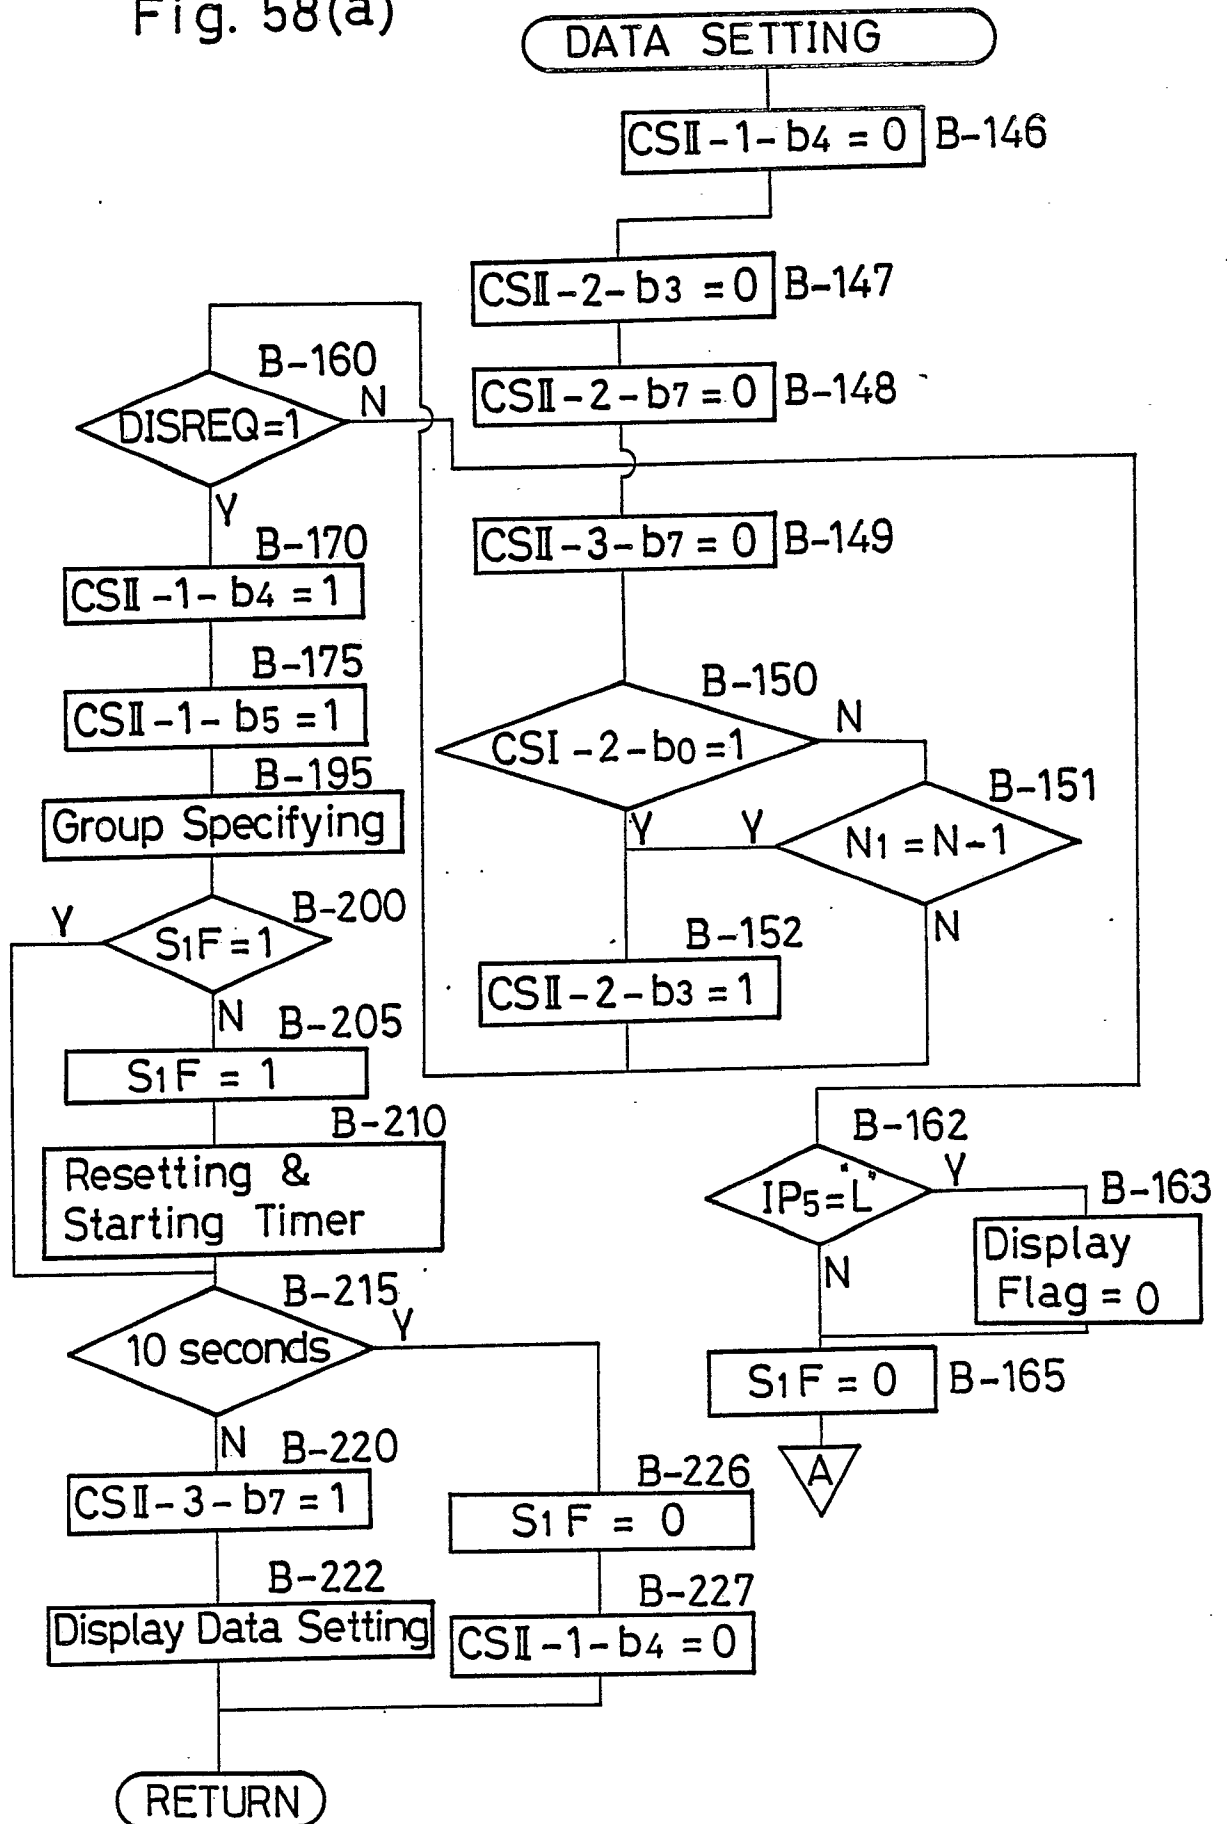 Fig. 58(a)
DATA SETTING
CSⅡ-1-b4 = 0 B-146
CSⅡ-2-b3 = 0 B-147
CSⅡ-2-b7 = 0 B-148
CSⅡ-3-b7 = 0 B-149
B-150
CSI-2-b0=1
N
Y
B-151
N1 = N-1
Y
N
B-152
CSⅡ-2-b3 = 1
B-160
DISREQ=1
N
Y
B-170
CSⅡ-1-b4 = 1
B-175
CSⅡ-1-b5 = 1
B-195
Group Specifying
B-200
S1F=1
Y
N
B-205
S1F = 1
B-210
Resetting &
Starting Timer
B-215
10 seconds
Y
N
B-220
CSⅡ-3-b7=1
B-222
Display Data Setting
B-226
S1F = 0
B-227
CSⅡ-1-b4 = 0
RETURN
B-162
IP5="L"
Y
N
B-163
Display
Flag = 0
S1F = 0 B-165
A